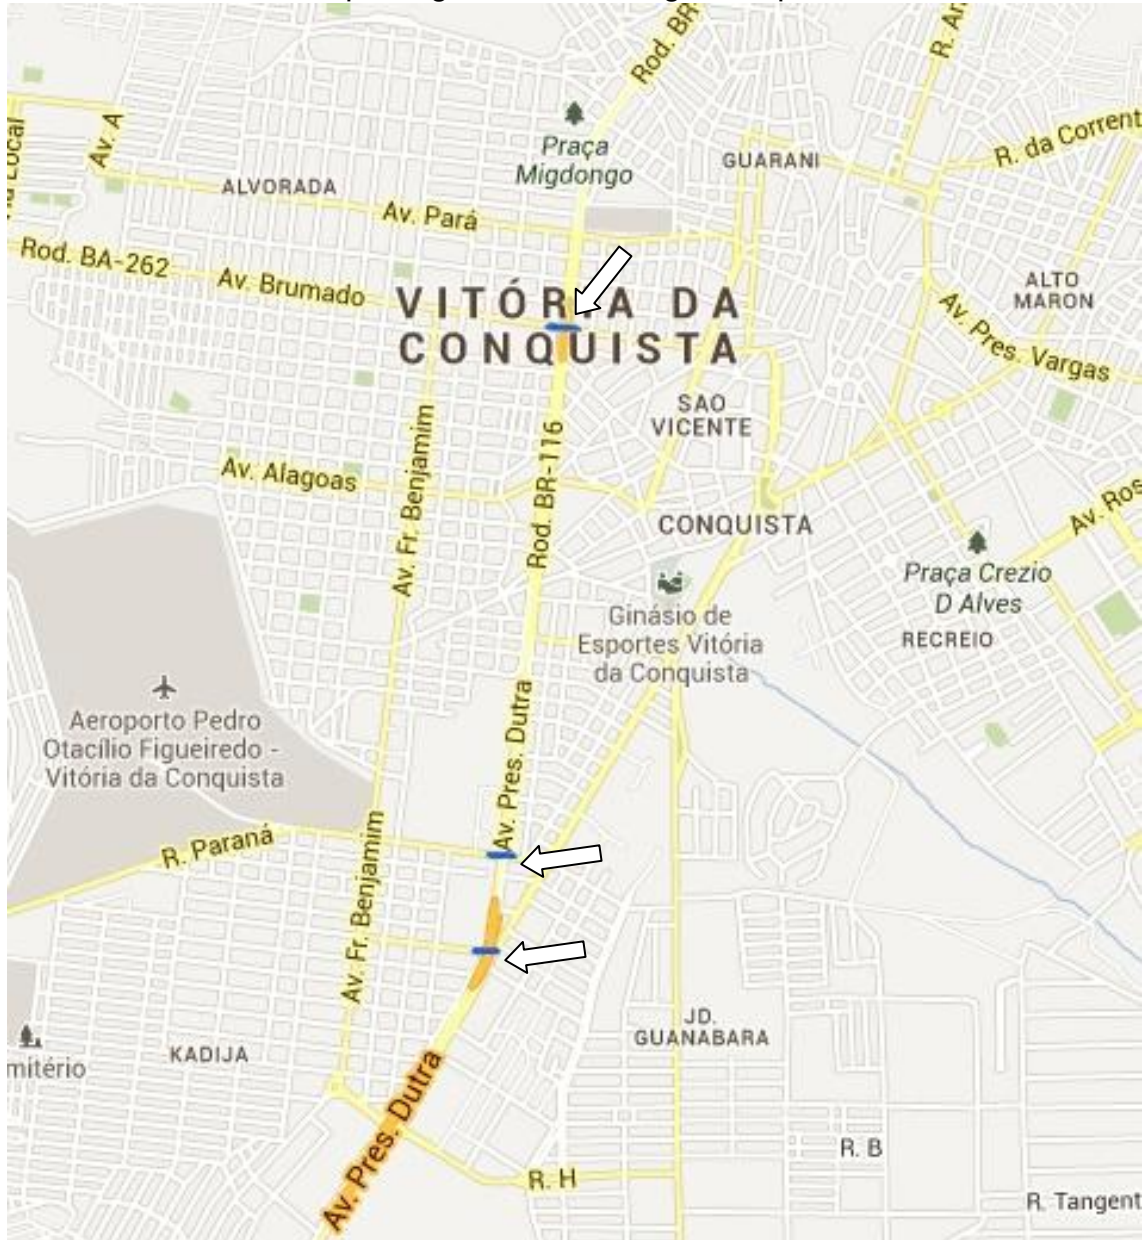 Rod. BR
R. Ar
Av. A
Praça
Migdongo
GUARANI
R. da Corrent
ALVORADA
Av. Pará
Rod. BA-262
Av. Brumado
VITÓRIA DA
CONQUISTA
ALTO
MARON
Av. Pres. Vargas
SAO
VICENTE
Av. Fr. Benjamim
Rod. BR-116
Av. Alagoas
CONQUISTA
Av. Ros
Praça Crezio
D Alves
RECREIO
Ginásio de
Esportes Vitória
da Conquista
Aeroporto Pedro
Otacílio Figueiredo -
Vitória da Conquista
Av. Pres. Dutra
R. Paraná
Av. Fr. Benjamim
JD.
GUANABARA
KADIJA
mitério
Av. Pres. Dutra
R. B
R. H
R. Tangent